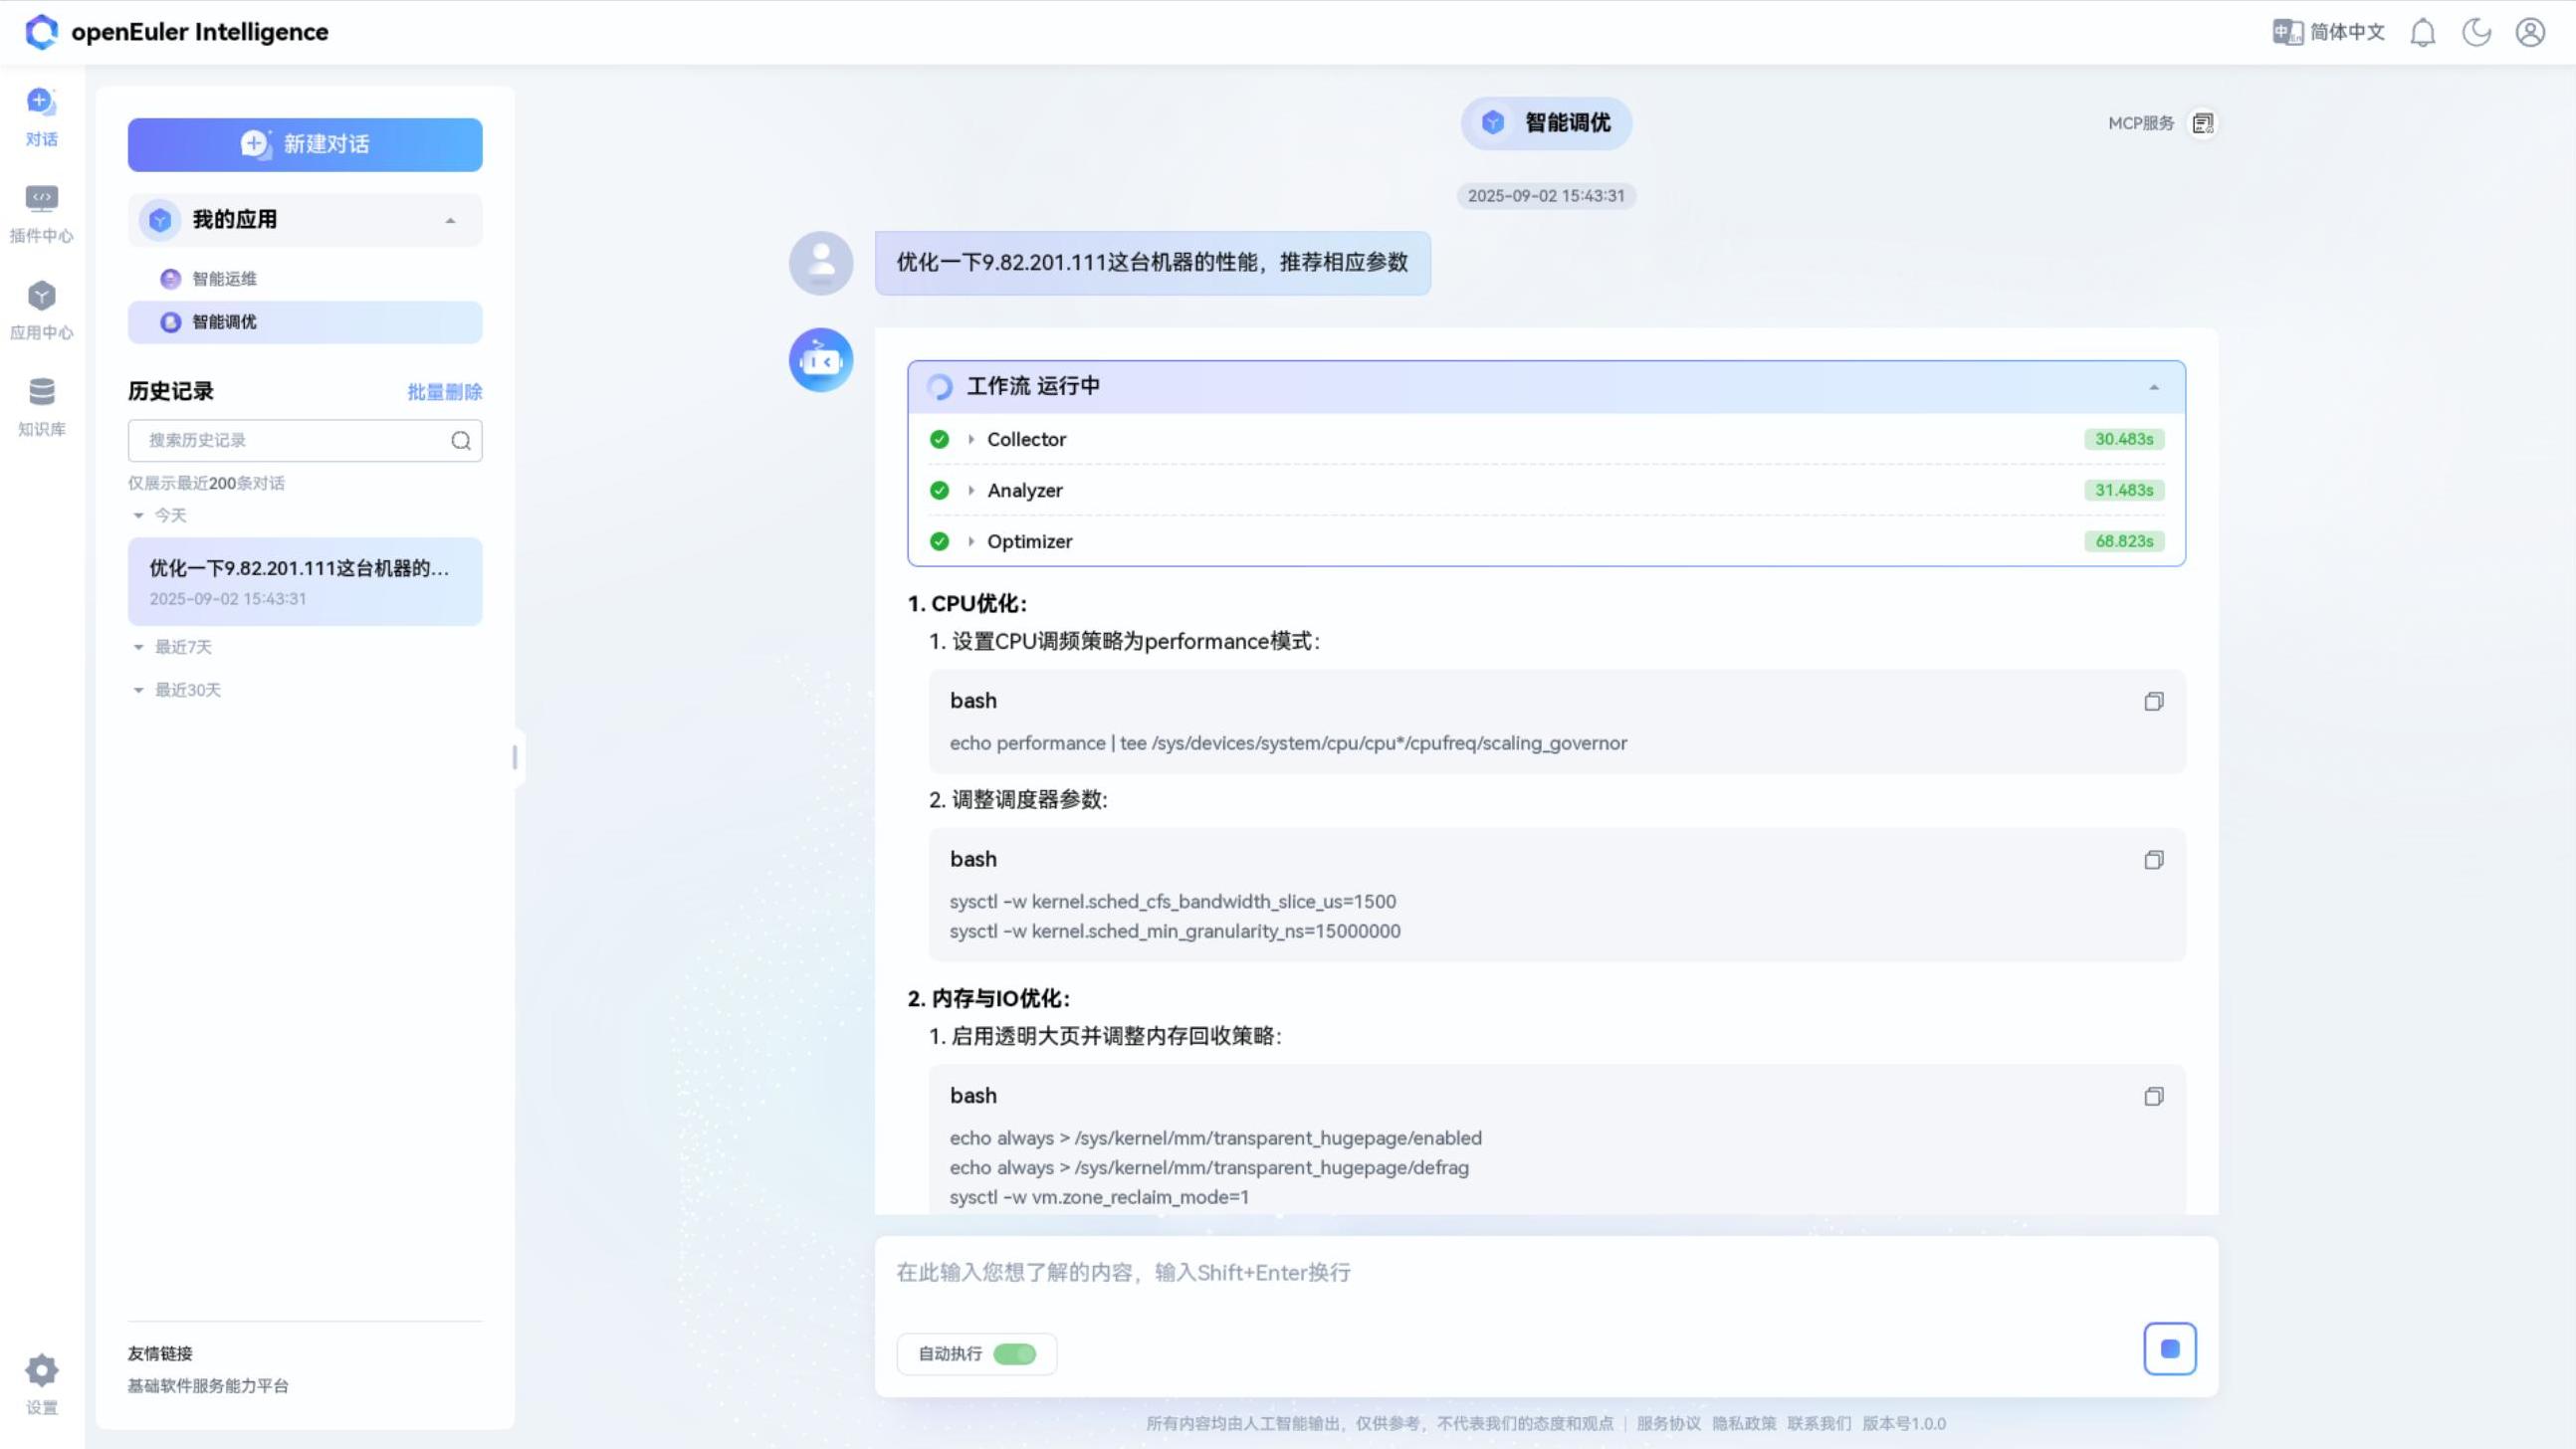 openEuler Intelligence
简体中文
对话
插件中心
应用中心
知识库
设置
新建对话
我的应用
智能运维
智能调优
历史记录 批量删除
搜索历史记录
仅展示最近200条对话
今天
优化一下9.82.201.111这台机器的...
2025-09-02 15:43:31
最近7天
最近30天
友情链接
基础软件服务能力平台
智能调优
MCP服务
2025-09-02 15:43:31
优化一下9.82.201.111这台机器的性能，推荐相应参数
工作流 运行中
Collector 30.483s
Analyzer 31.483s
Optimizer 68.823s
1. CPU优化：
1. 设置CPU调频策略为performance模式：
bash
echo performance | tee /sys/devices/system/cpu/cpu*/cpufreq/scaling_governor
2. 调整调度器参数:
bash
sysctl -w kernel.sched_cfs_bandwidth_slice_us=1500
sysctl -w kernel.sched_min_granularity_ns=15000000
2. 内存与IO优化：
1. 启用透明大页并调整内存回收策略：
bash
echo always > /sys/kernel/mm/transparent_hugepage/enabled
echo always > /sys/kernel/mm/transparent_hugepage/defrag
sysctl -w vm.zone_reclaim_mode=1
在此输入您想了解的内容，输入Shift+Enter换行
自动执行
所有内容均由人工智能输出，仅供参考，不代表我们的态度和观点 | 服务协议 隐私政策 联系我们 版本号1.0.0